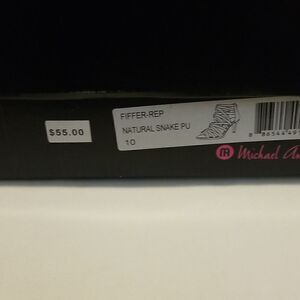 $55.00
FIFFER-REP
NATURAL SNAKE PU
10
Michael